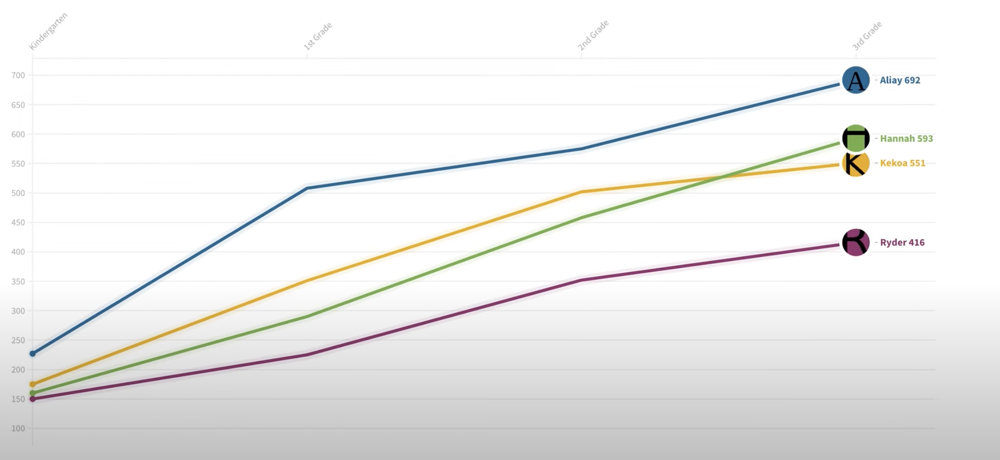 Kindergarten
1st Grade
2nd Grade
3rd Grade
700
650
600
550
500
450
400
350
300
250
200
150
100
A
- Aliay 692
- Hannah 593
K
- Kekoa 551
R
- Ryder 416